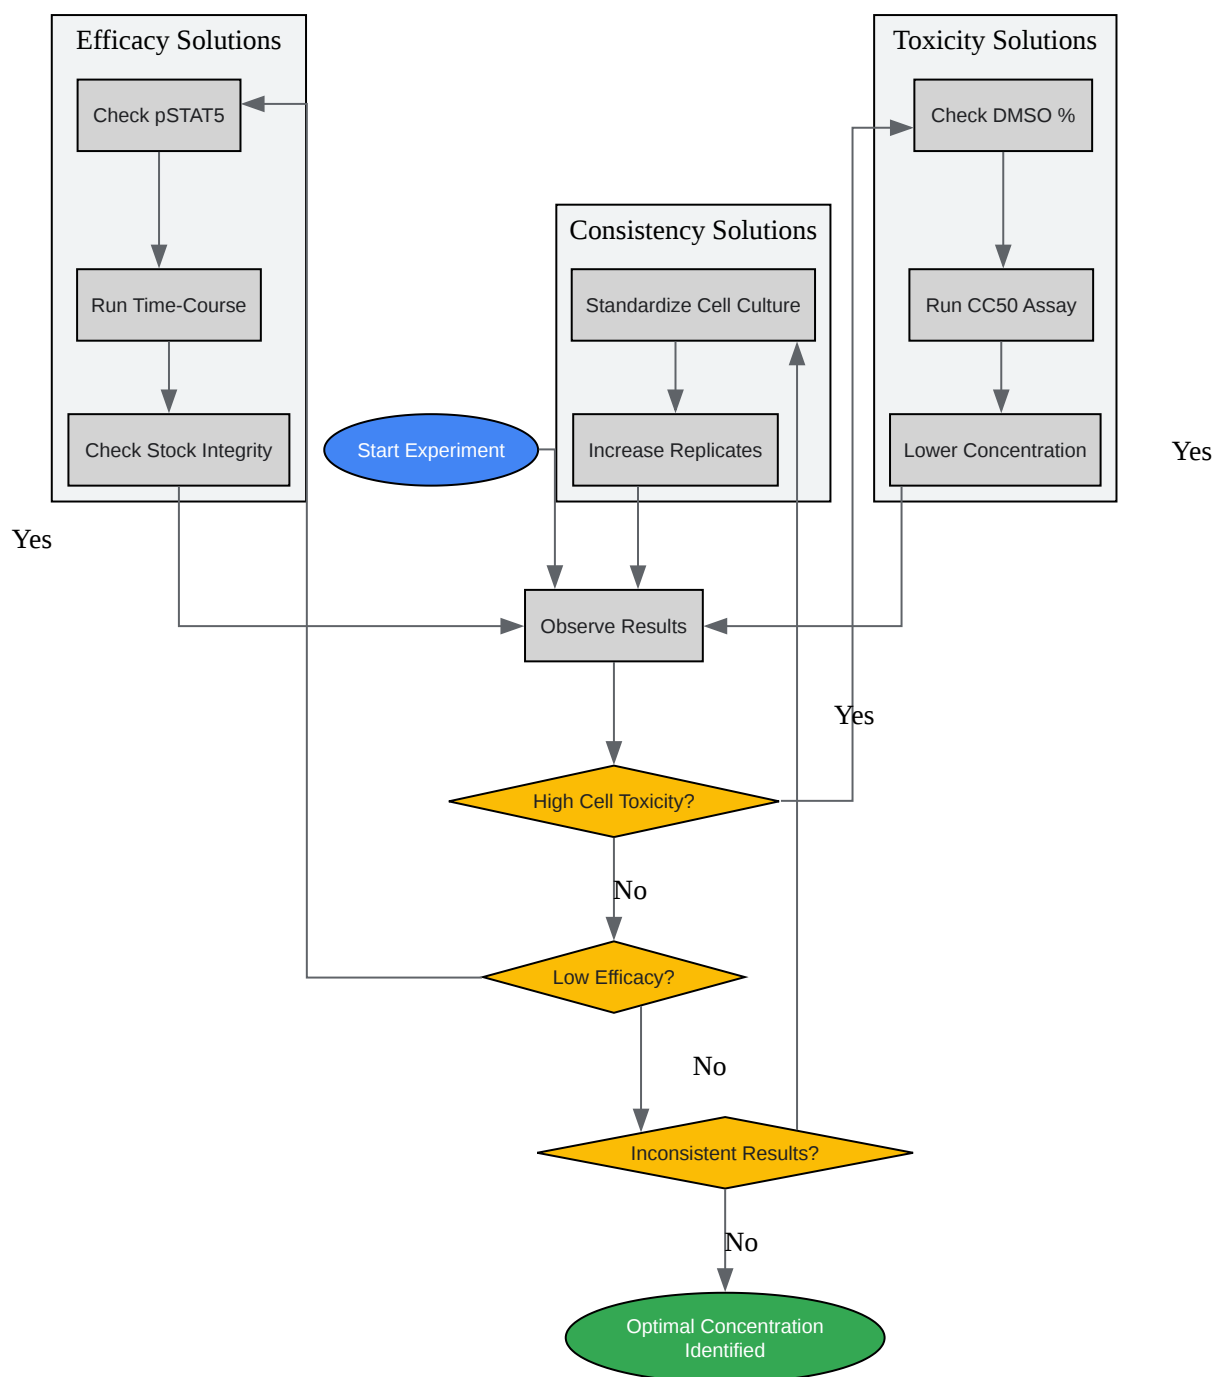 Efficacy Solutions
Toxicity Solutions
Check pSTAT5
Check DMSO %
Consistency Solutions
Run Time-Course
Standardize Cell Culture
Run CC50 Assay
Check Stock Integrity
Start Experiment
Increase Replicates
Lower Concentration
Yes
Yes
Observe Results
Yes
High Cell Toxicity?
No
Low Efficacy?
No
Inconsistent Results?
No
Optimal Concentration
Identified